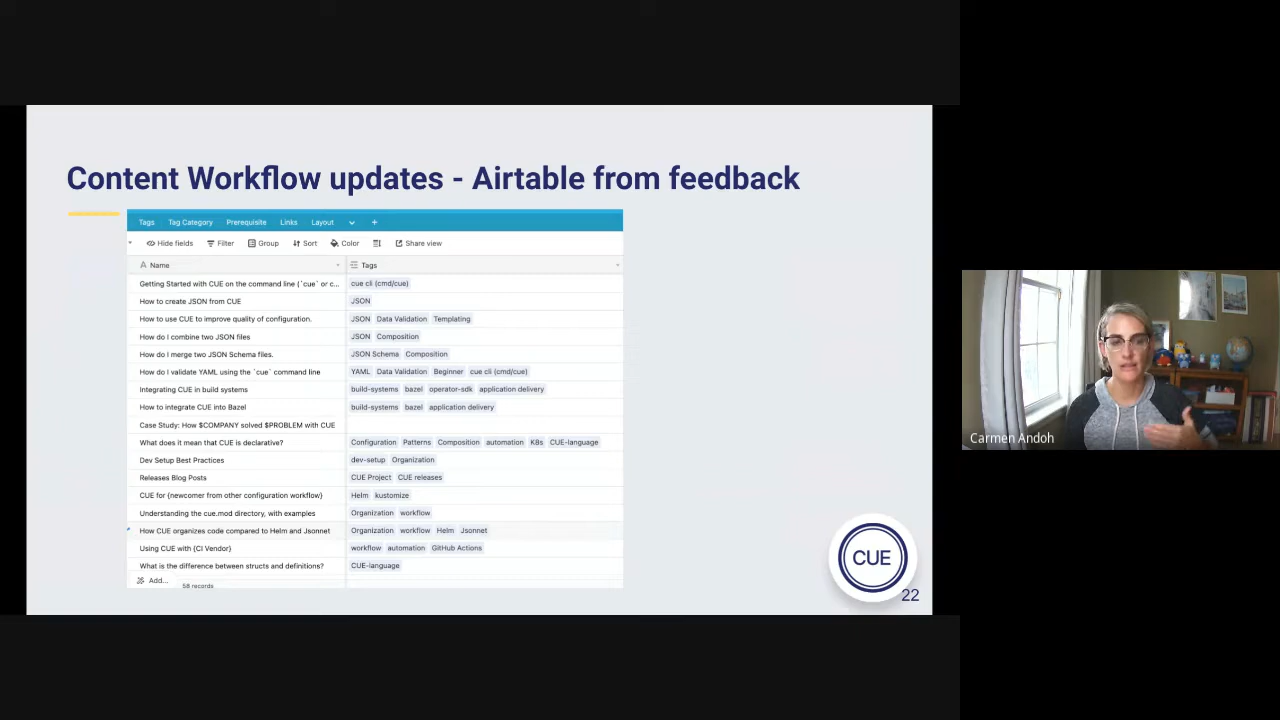 Content Workflow updates - Airtable from feedback
Tags Tag Category Prerequisite Links Layout +
Hide fields Filter Group Sort Color Share view
A Name Tags
Getting Started with CUE on the command line (`cue` or c... cue cli (cmd/cue)
How to create JSON from CUE JSON
How to use CUE to improve quality of configuration. JSON Data Validation Templating
How do I combine two JSON files JSON Composition
How do I merge two JSON Schema files. JSON Schema Composition
How do I validate YAML using the `cue` command line YAML Data Validation Beginner cue cli (cmd/cue)
Integrating CUE in build systems build-systems bazel operator-sdk application delivery
How to integrate CUE into Bazel build-systems bazel application delivery
Case Study: How $COMPANY solved $PROBLEM with CUE
What does it mean that CUE is declarative? Configuration Patterns Composition automation K8s CUE-language
Dev Setup Best Practices dev-setup Organization
Releases Blog Posts CUE Project CUE releases
CUE for {newcomer from other configuration workflow} Helm kustomize
Understanding the cue.mod directory, with examples Organization workflow
How CUE organizes code compared to Helm and Jsonnet Organization workflow Helm Jsonnet
Using CUE with {CI Vendor} workflow automation GitHub Actions
What is the difference between structs and definitions? CUE-language
Add... 58 records
CUE
22
Carmen Andoh